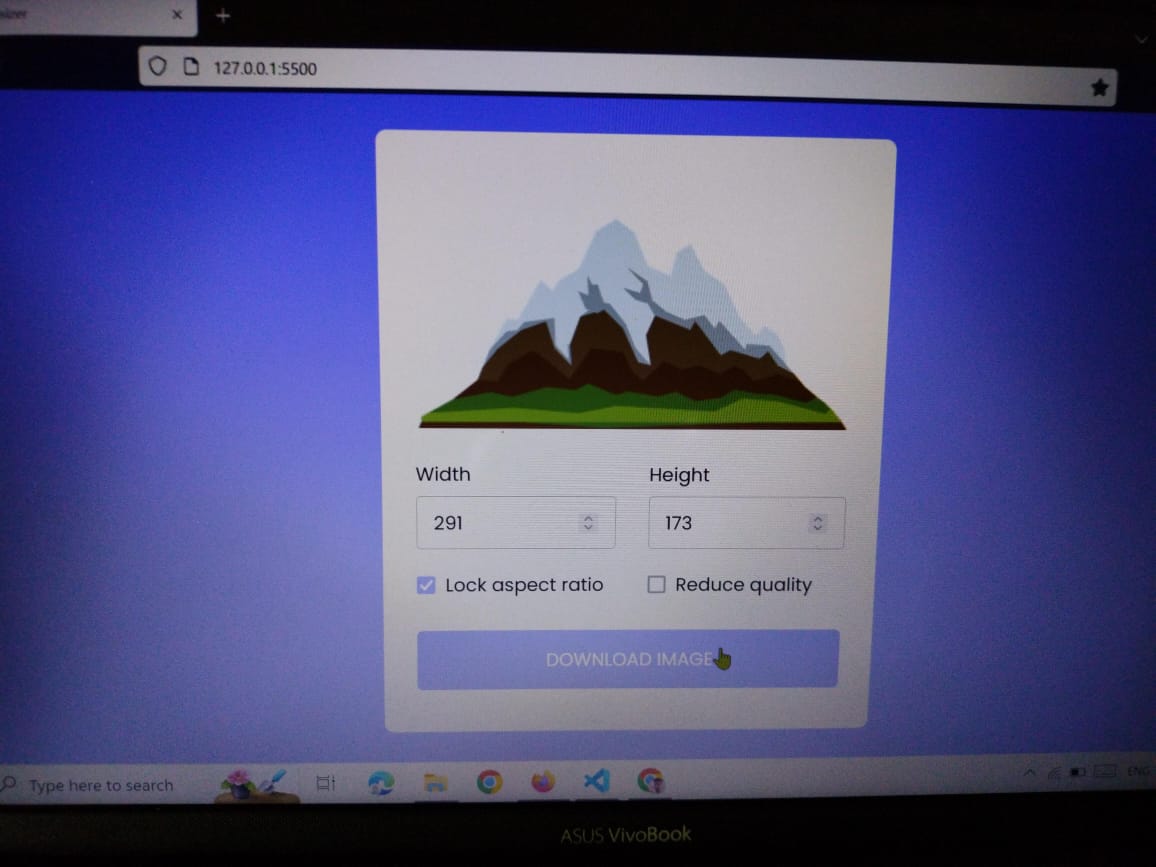 127.0.0.1:5500
Width Height
291 173
Lock aspect ratio Reduce quality
DOWNLOAD IMAGE
Type here to search
ENG
ASUS VivoBook